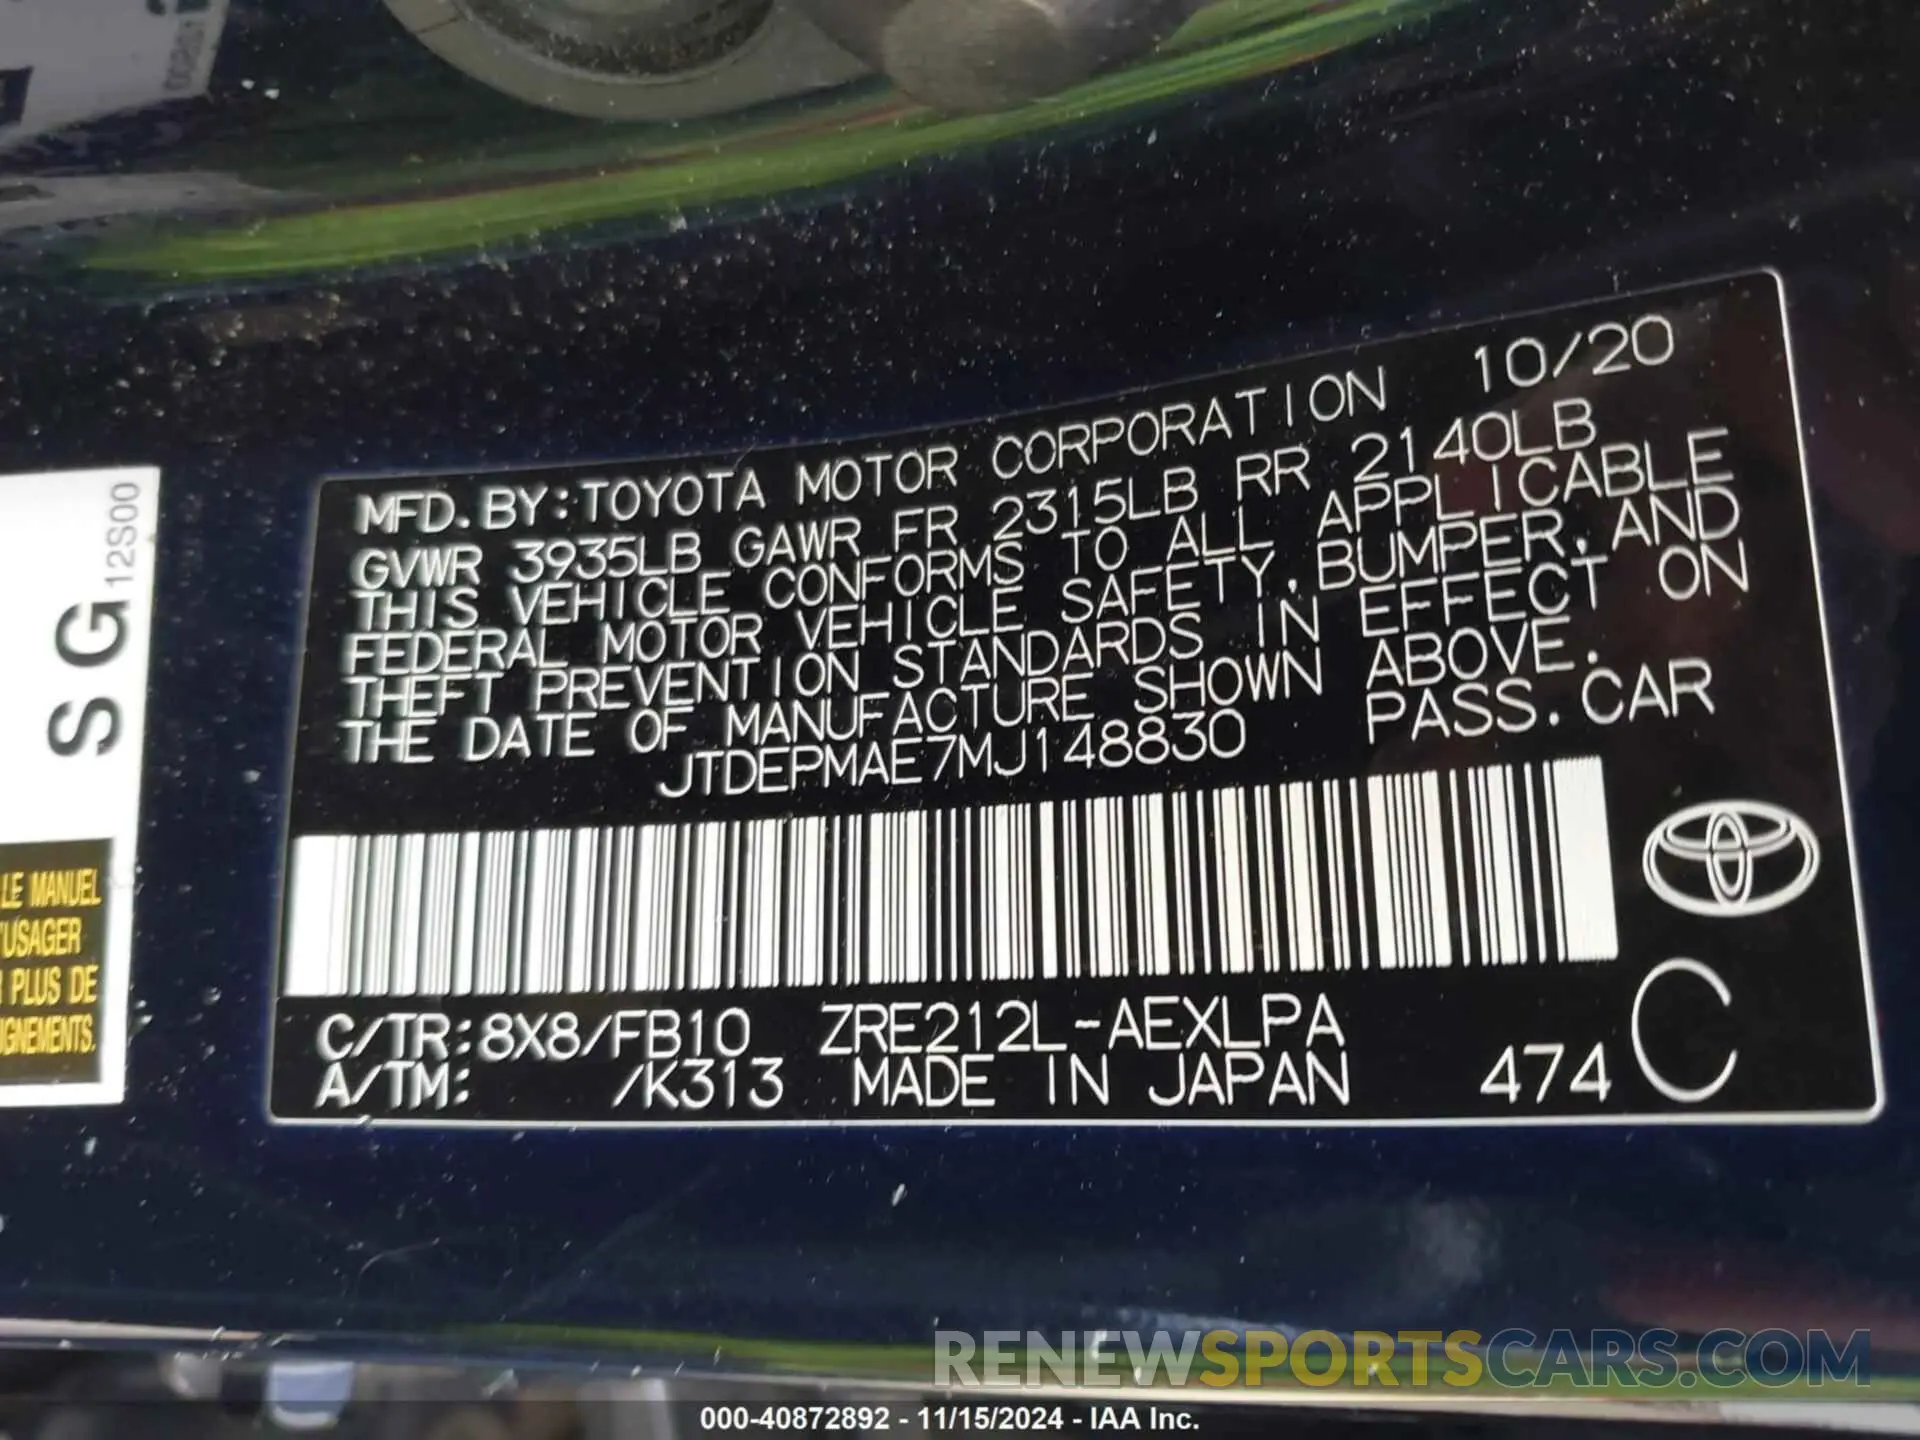 MFD. BY: TOYOTA MOTOR CORPORATION 10/20
GVWR 3935LB GAWR FR 2315LB RR 2140LB
THIS VEHICLE CONFORMS TO ALL APPLICABLE
FEDERAL MOTOR VEHICLE SAFETY, BUMPER, AND
THEFT PREVENTION STANDARDS IN EFFECT ON
THE DATE OF MANUFACTURE SHOWN ABOVE.
JTDEPMAE7MJ148830 PASS. CAR
C/TR: 8X8/FB10 ZRE212L-AEXLPA
A/TM: /K313 MADE IN JAPAN 474 C
SG 12S00
LE MANUEL
'USAGER
PLUS DE
IGNEMENTS.
RENEWSPORTSCARS.COM
000-40872892 - 11/15/2024 - IAA Inc.